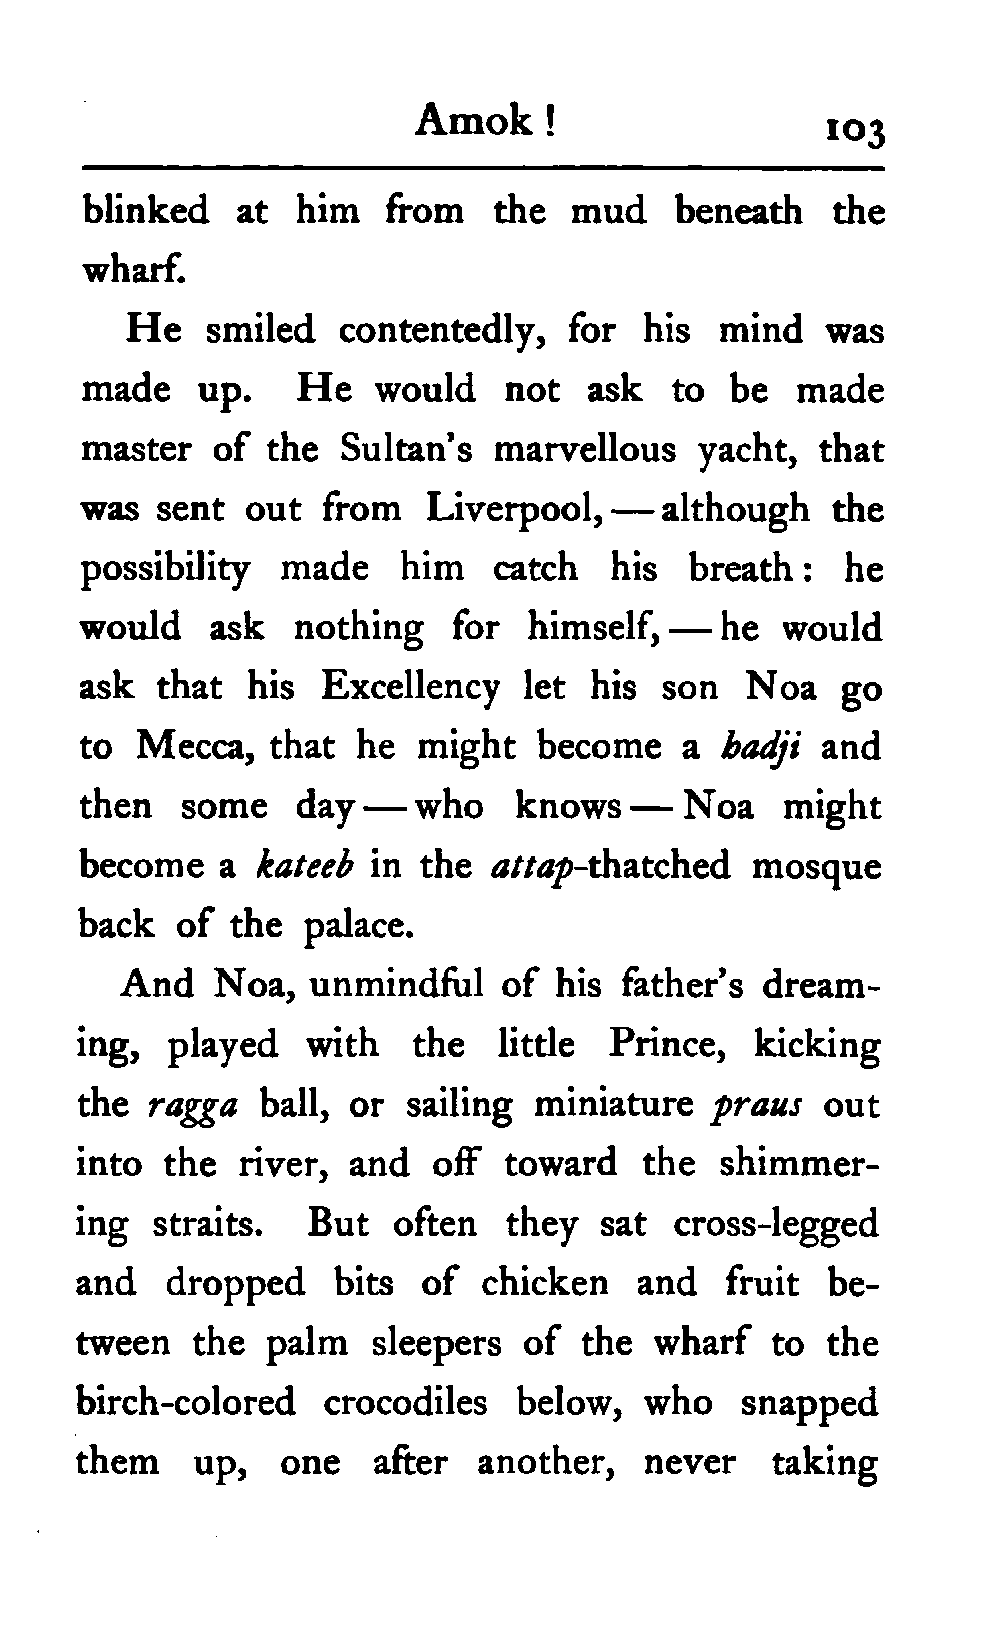 Amok ! 103
blinked at him from the mud beneath the
wharf.
He smiled contentedly, for his mind was
made up. He would not ask to be made
master of the Sultan's marvellous yacht, that
was sent out from Liverpool, — although the
possibility made him catch his breath : he
would ask nothing for himself, — he would
ask that his Excellency let his son Noa go
to Mecca, that he might become a hadji and
then some day — who knows — Noa might
become a kateeb in the attap-thatched mosque
back of the palace.
And Noa, unmindful of his father's dream-
ing, played with the little Prince, kicking
the ragga ball, or sailing miniature praus out
into the river, and off toward the shimmer-
ing straits. But often they sat cross-legged
and dropped bits of chicken and fruit be-
tween the palm sleepers of the wharf to the
birch-colored crocodiles below, who snapped
them up, one after another, never taking